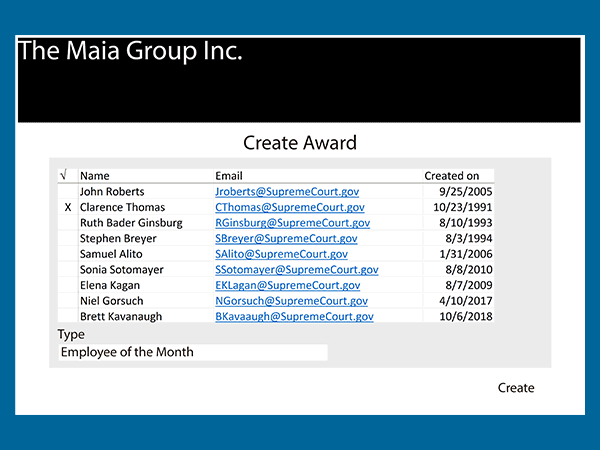 The Maia Group Inc.
Create Award
√ Name Email Created on
John Roberts Jroberts@SupremeCourt.gov 9/25/2005
X Clarence Thomas CThomas@SupremeCourt.gov 10/23/1991
Ruth Bader Ginsburg RGinsburg@SupremeCourt.gov 8/10/1993
Stephen Breyer SBreyer@SupremeCourt.gov 8/3/1994
Samuel Alito SAlito@SupremeCourt.gov 1/31/2006
Sonia Sotomayer SSotomayer@SupremeCourt.gov 8/8/2010
Elena Kagan EKLagan@SupremeCourt.gov 8/7/2009
Niel Gorsuch NGorsuch@SupremeCourt.gov 4/10/2017
Brett Kavanaugh BKavaaugh@SupremeCourt.gov 10/6/2018
Type
Employee of the Month
Create